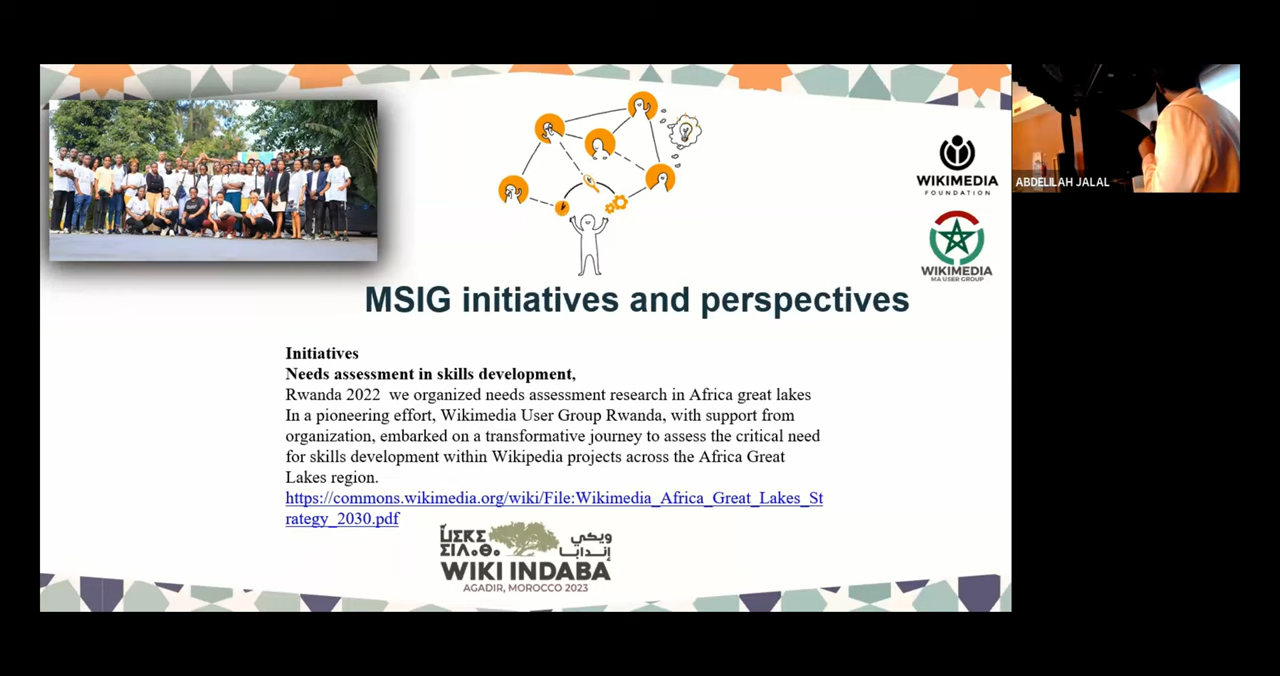 ABDELILAH JALAL
WIKIMEDIA
FOUNDATION
WIKIMEDIA
MA USER GROUP
MSIG initiatives and perspectives
Initiatives
Needs assessment in skills development,
Rwanda 2022 we organized needs assessment research in Africa great lakes
In a pioneering effort, Wikimedia User Group Rwanda, with support from
organization, embarked on a transformative journey to assess the critical need
for skills development within Wikipedia projects across the Africa Great
Lakes region.
https://commons.wikimedia.org/wiki/File:Wikimedia_Africa_Great_Lakes_St
rategy_2030.pdf
ويكي
إندابا
WIKI INDABA
AGADIR, MOROCCO 2023